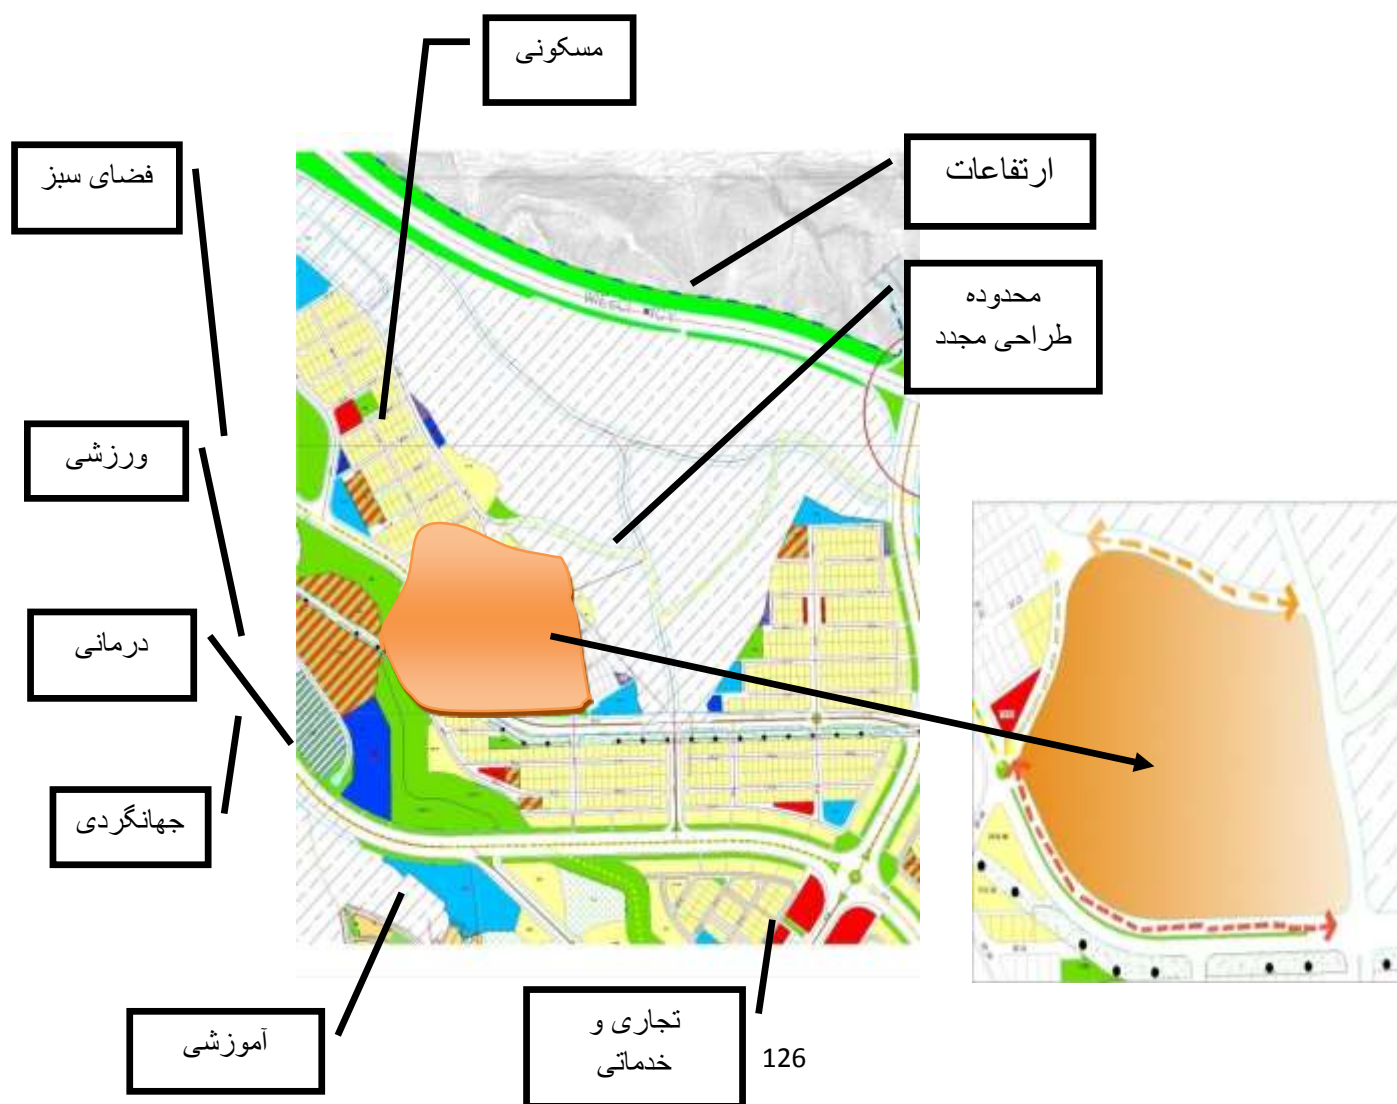 مسکونی
ارتفاعات
فضای سبز
محدوده
طراحی مجدد
ورزشی
درمانی
جهانگردی
آموزشی
تجاری و
خدماتی
126